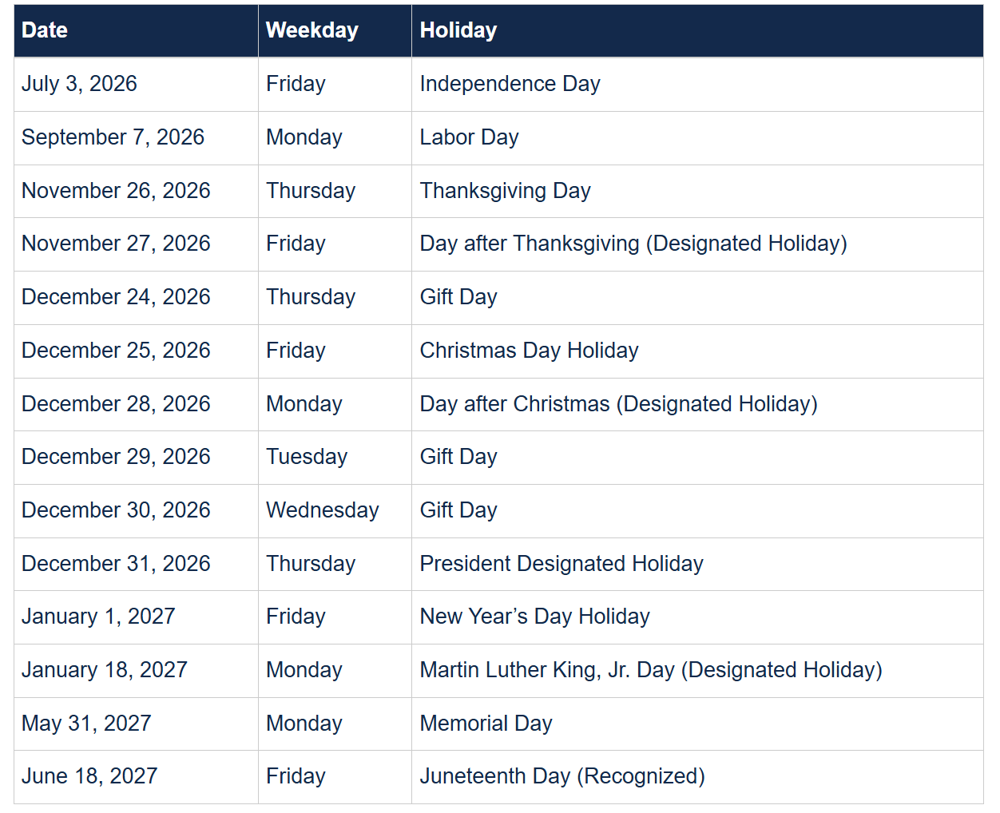 Date Weekday Holiday
July 3, 2026 Friday Independence Day
September 7, 2026 Monday Labor Day
November 26, 2026 Thursday Thanksgiving Day
November 27, 2026 Friday Day after Thanksgiving (Designated Holiday)
December 24, 2026 Thursday Gift Day
December 25, 2026 Friday Christmas Day Holiday
December 28, 2026 Monday Day after Christmas (Designated Holiday)
December 29, 2026 Tuesday Gift Day
December 30, 2026 Wednesday Gift Day
December 31, 2026 Thursday President Designated Holiday
January 1, 2027 Friday New Year’s Day Holiday
January 18, 2027 Monday Martin Luther King, Jr. Day (Designated Holiday)
May 31, 2027 Monday Memorial Day
June 18, 2027 Friday Juneteenth Day (Recognized)